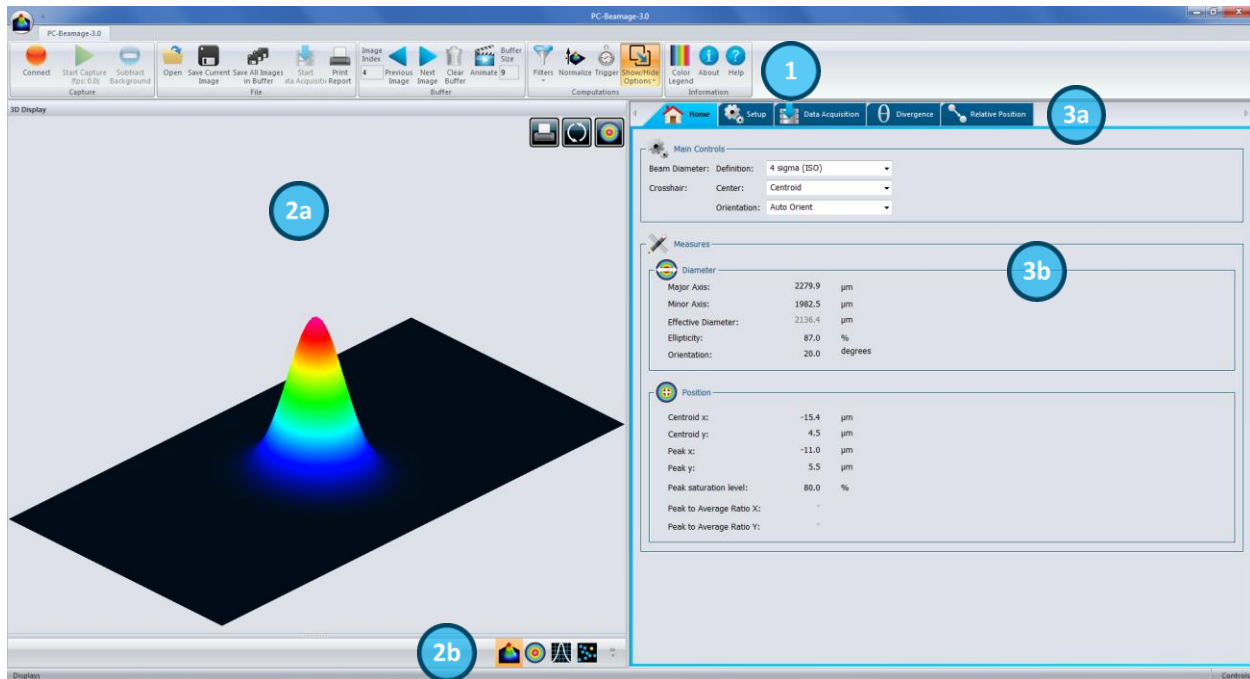 PC-Beamage-3.0
PC-Beamage-3.0
Connect
Start Capture
(fps: 0.0)
Subtract
Background
Capture
Open
Save Current
Image
Save All Images
in Buffer
Start
ata Acquisiti
Print
Report
File
Image
Index
4
Previous
Image
Next
Image
Clear
Buffer
Animate
Buffer
Size
9
Buffer
Filters
Normalize
Trigger
Show/Hide
Options
Computations
Color
Legend
About
Help
Information
1
3D Display
2a
2b
Home
Setup
Data Acquisition
Divergence
Relative Position
3a
Main Controls
Beam Diameter: Definition: 4 sigma (ISO)
Crosshair: Center: Centroid
Orientation: Auto Orient
Measures
3b
Diameter
Major Axis: 2279.9 µm
Minor Axis: 1982.5 µm
Effective Diameter: 2136.4 µm
Ellipticity: 87.0 %
Orientation: 20.0 degrees
Position
Centroid x: -15.4 µm
Centroid y: 4.5 µm
Peak x: -11.0 µm
Peak y: 5.5 µm
Peak saturation level: 80.0 %
Peak to Average Ratio X: -
Peak to Average Ratio Y: -
Displays
Controls